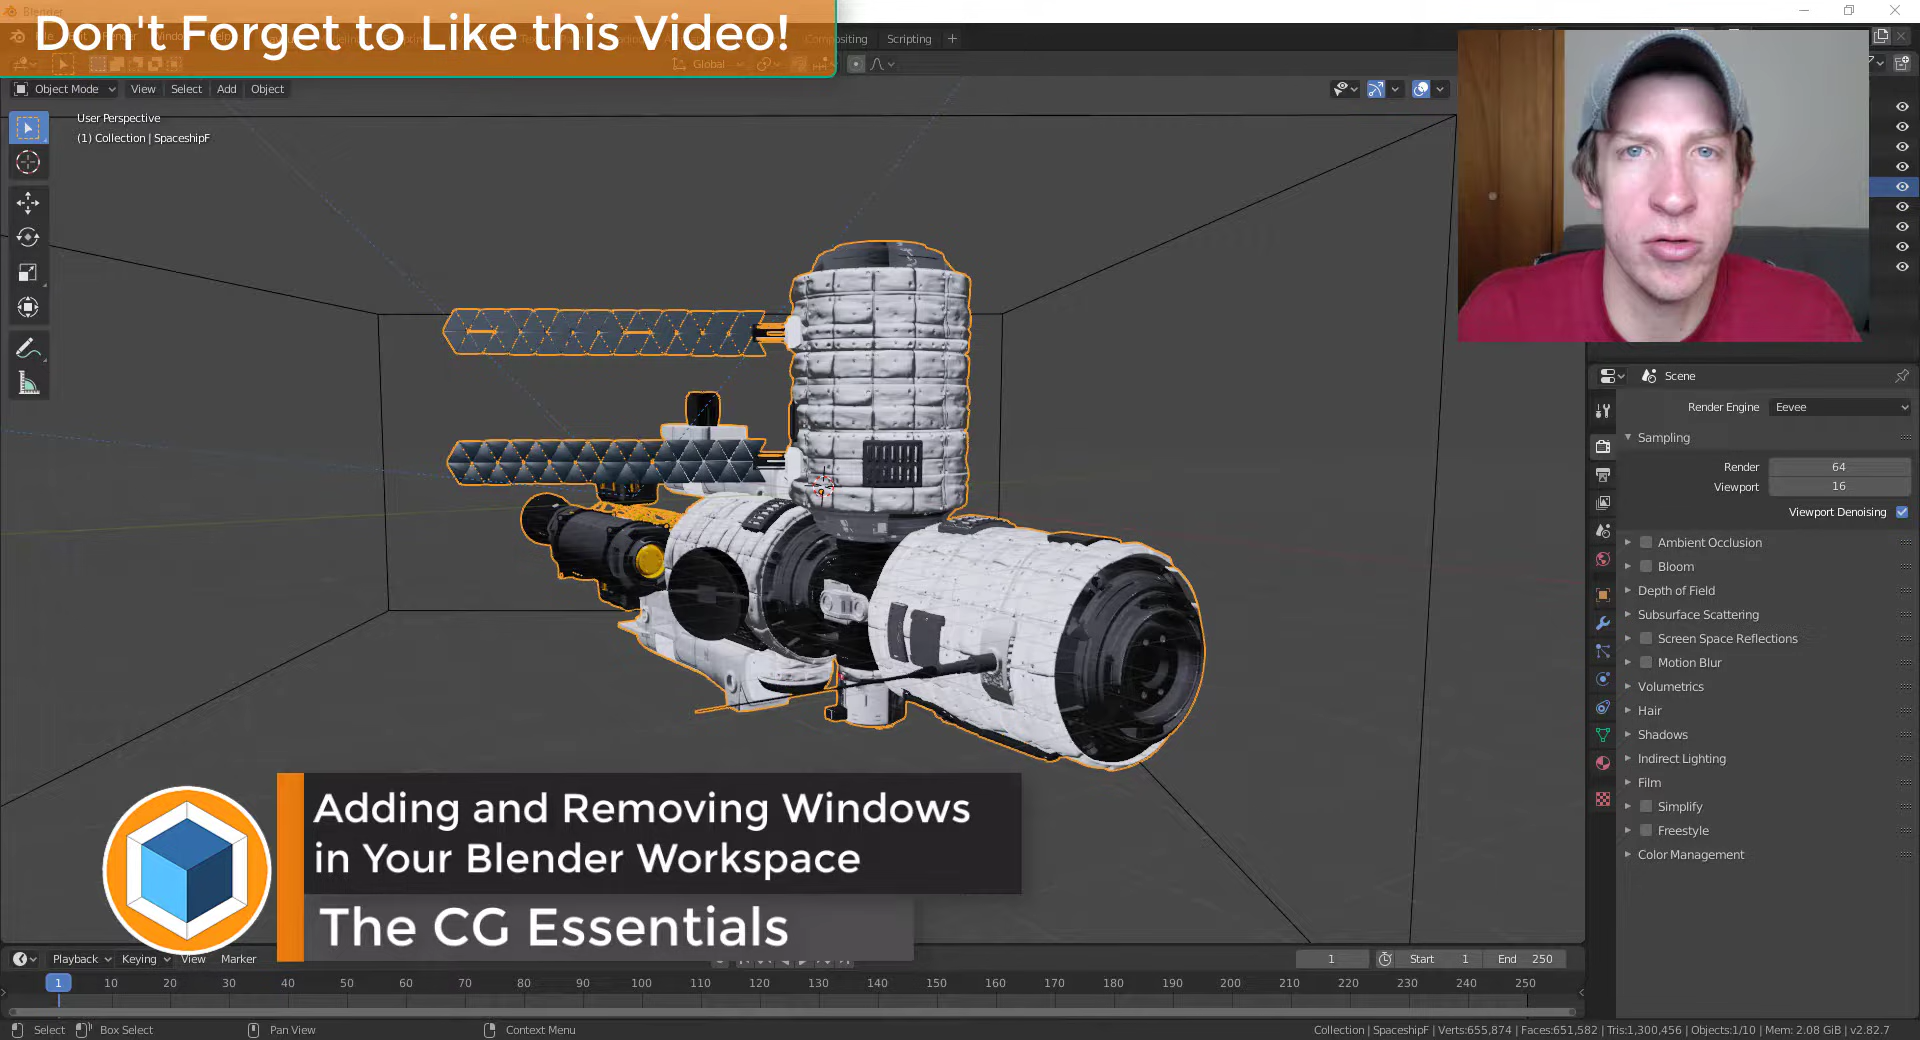 Don't Forget to Like this Video!
Compositing
Scripting
Global
Object Mode
View
Select
Add
Object
User Perspective
(1) Collection | SpaceshipF
Scene
Render Engine
Eevee
Sampling
Render
64
Viewport
16
Viewport Denoising
Ambient Occlusion
Bloom
Depth of Field
Subsurface Scattering
Screen Space Reflections
Motion Blur
Volumetrics
Hair
Shadows
Indirect Lighting
Film
Simplify
Freestyle
Color Management
Adding and Removing Windows
in Your Blender Workspace
The CG Essentials
Playback
Keying
View
Marker
1
Start 1
End 250
1 10 20 30 40 50 60 70 80 90 100 110 120 130 140 150 160 170 180 190 200 210 220 230 240 250
Select
Box Select
Pan View
Context Menu
Collection | SpaceshipF | Verts:655,874 | Faces:651,582 | Tris:1,300,456 | Objects:1/10 | Mem: 2.08 GiB | v2.82.7